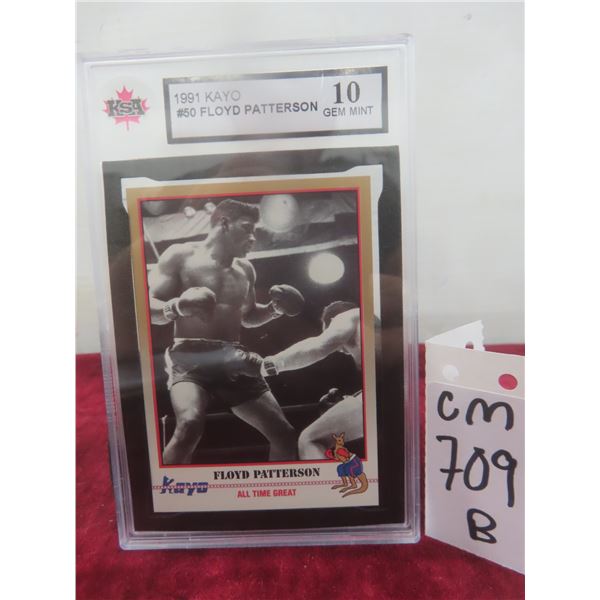 KSA
1991 KAYO
#50 FLOYD PATTERSON
10
GEM MINT
FLOYD PATTERSON
Kayo
ALL TIME GREAT
CM
709
B